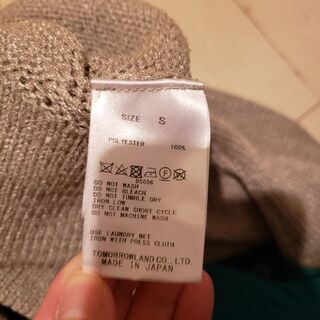 SIZE S
POLYESTER 100%
D5006
DO NOT WASH
DO NOT BLEACH
DO NOT TUMBLE DRY
IRON LOW
DRY CLEAN SHORT CYCLE
DO NOT MACHINE WASH
USE LAUNDRY NET
IRON WITH PRESS CLOTH
TOMORROWLAND CO., LTD.
MADE IN JAPAN